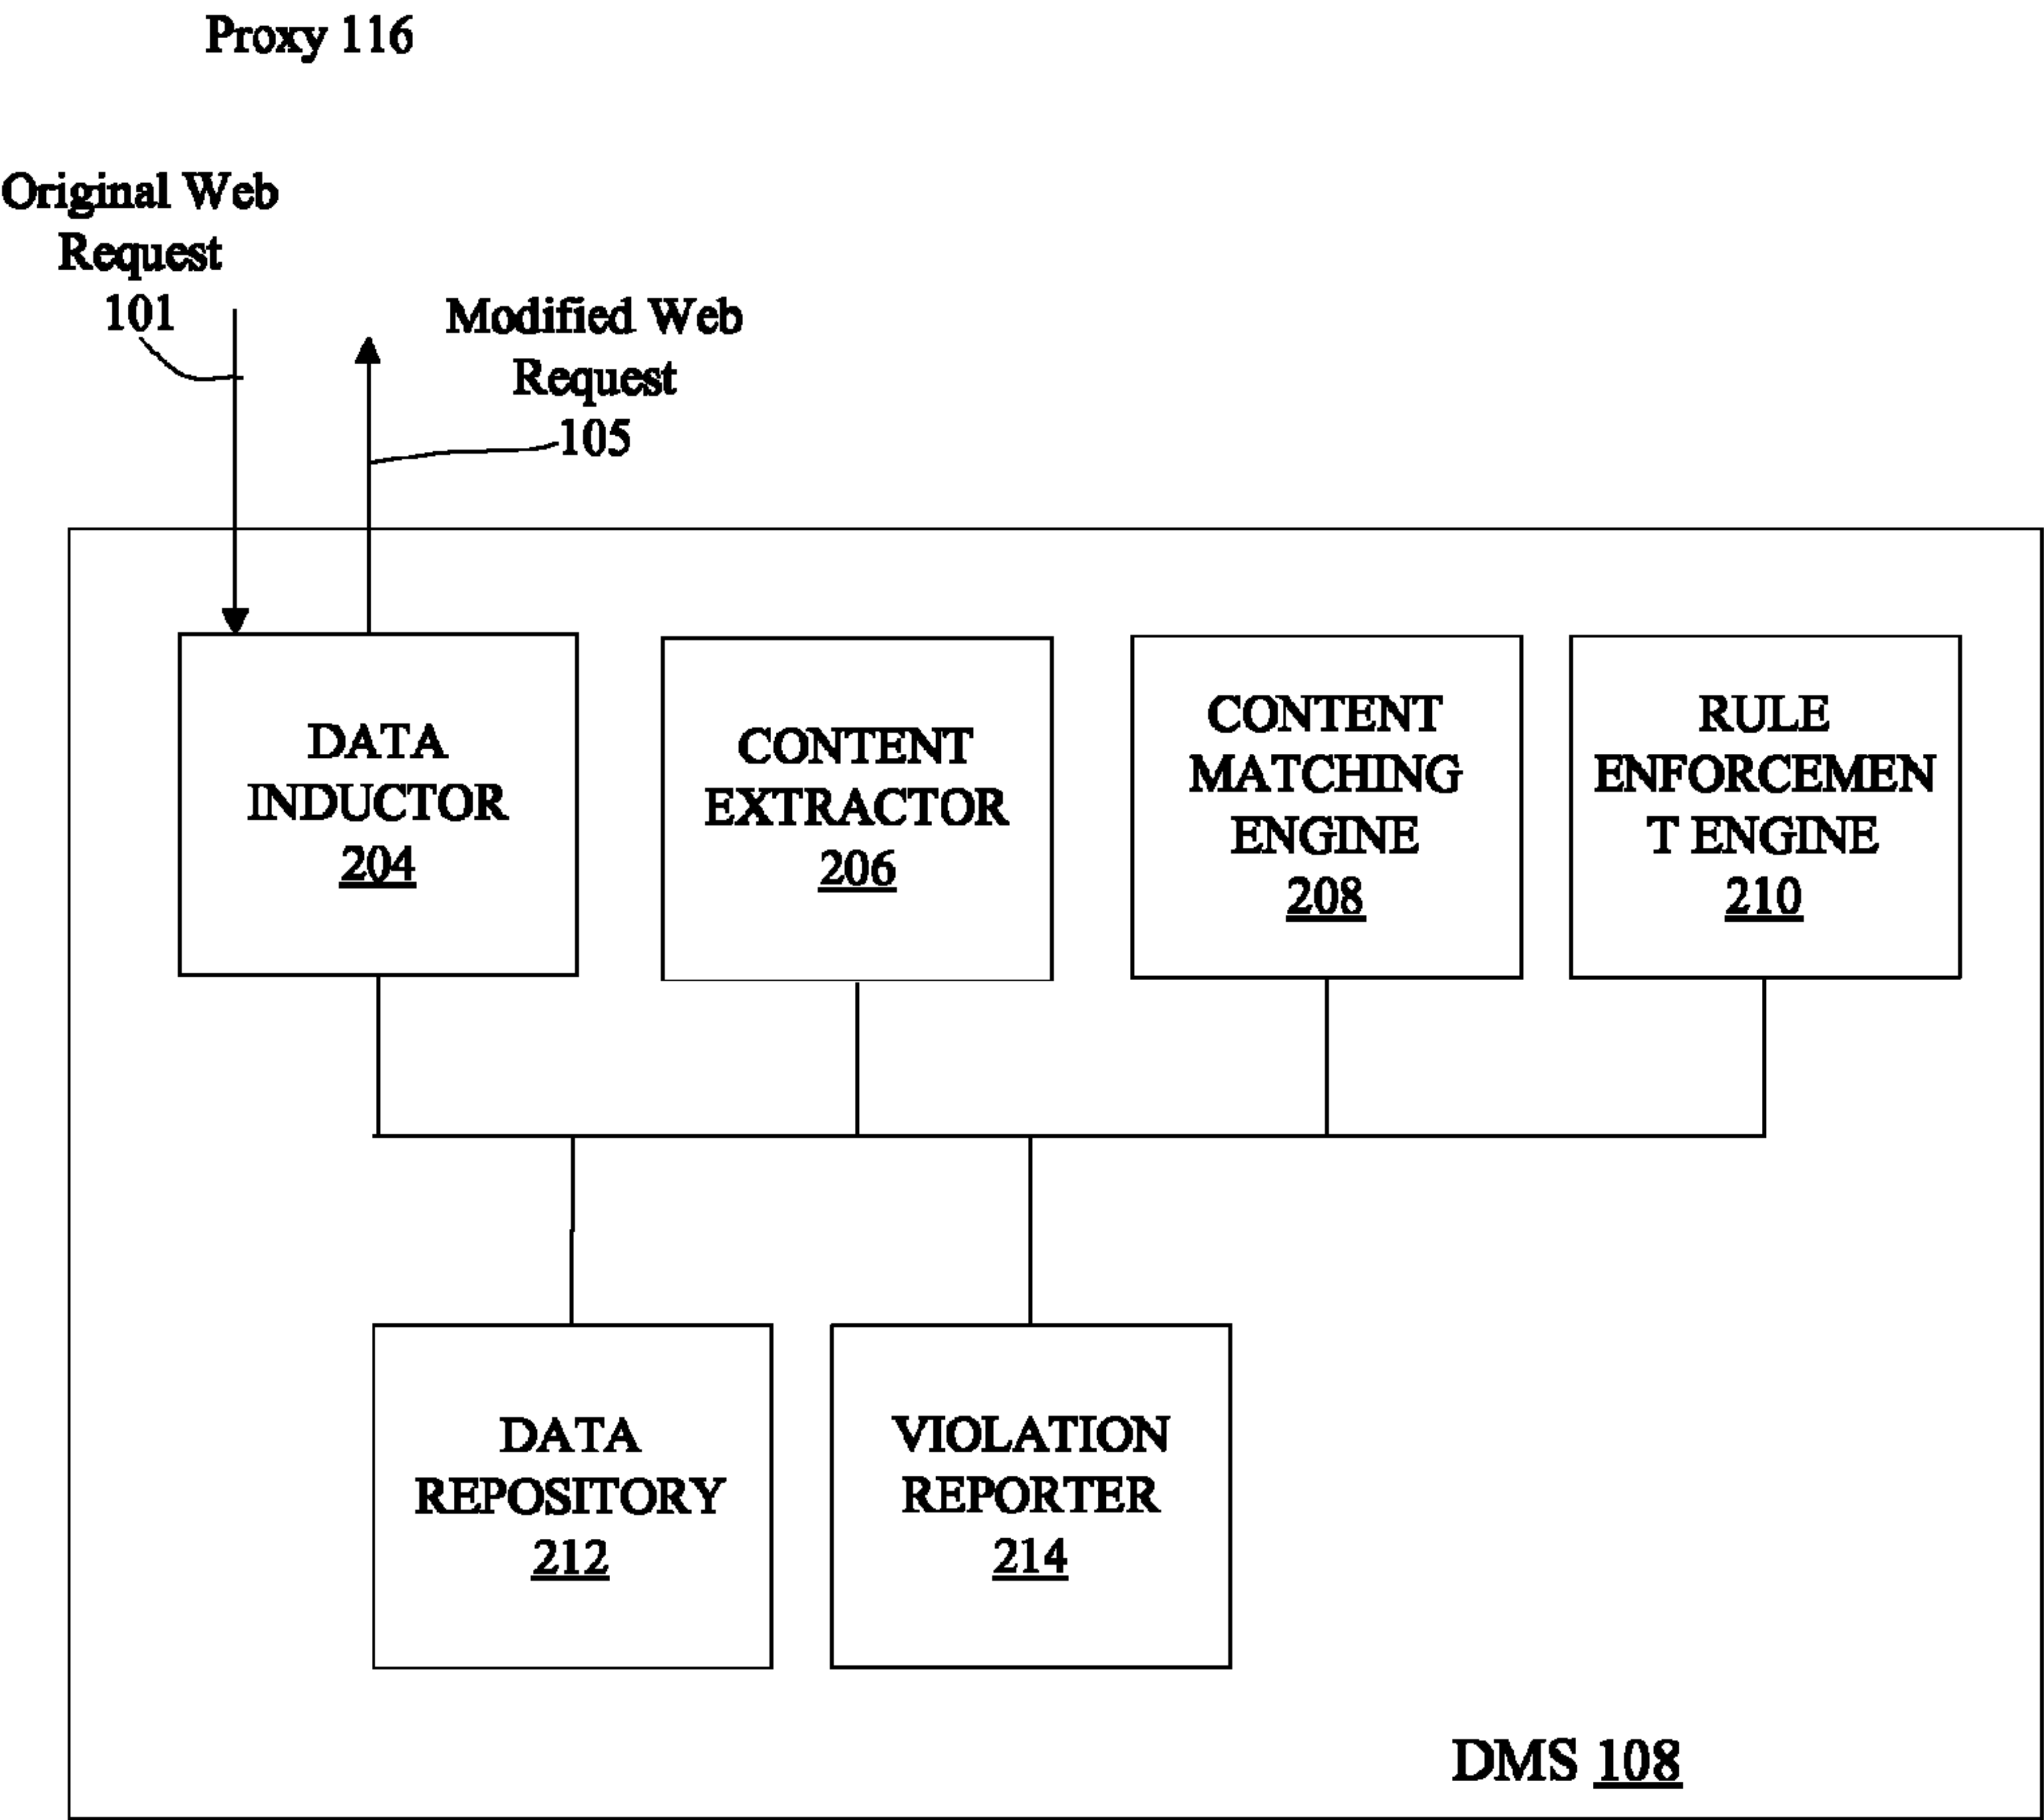 Proxy 116
Original Web
Request
101
Modified Web
Request
105
DATA
INDUCTOR
204
CONTENT
EXTRACTOR
206
CONTENT
MATCHING
ENGINE
208
RULE
ENFORCEMEN
T ENGINE
210
DATA
REPOSITORY
212
VIOLATION
REPORTER
214
DMS 108